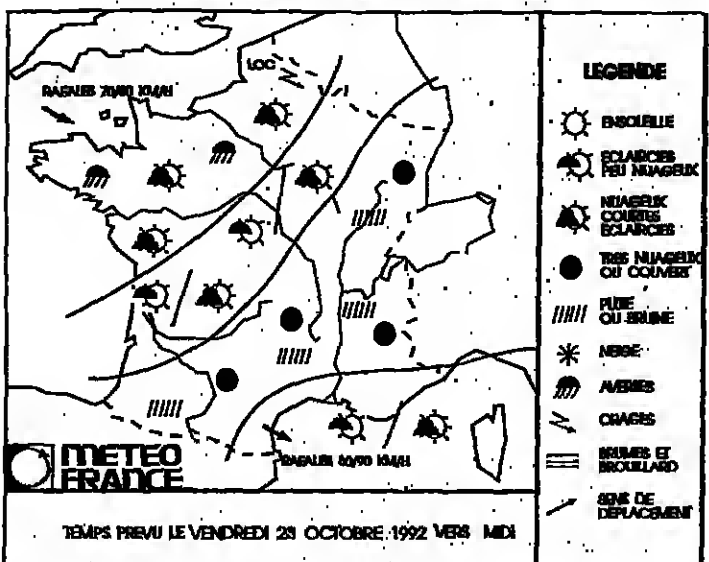 LOC
RAFALES 70/80 KM/H
RAFALES 80/90 KM/H
METEO
FRANCE
TEMPS PREVU LE VENDREDI 23 OCTOBRE 1992 VERS MIDI
LEGENDE
ENSOLEILLE
ECLAIRCIES
PEU NUAGEUX
NUAGEUX
COURTES
ECLAIRCIES
TRES NUAGEUX
OU COUVERT
PLUIE
OU BRUINE
NEIGE
AVERSES
ORAGES
BRUMES ET
BROUILLARD
SENS DE
DEPLACEMENT